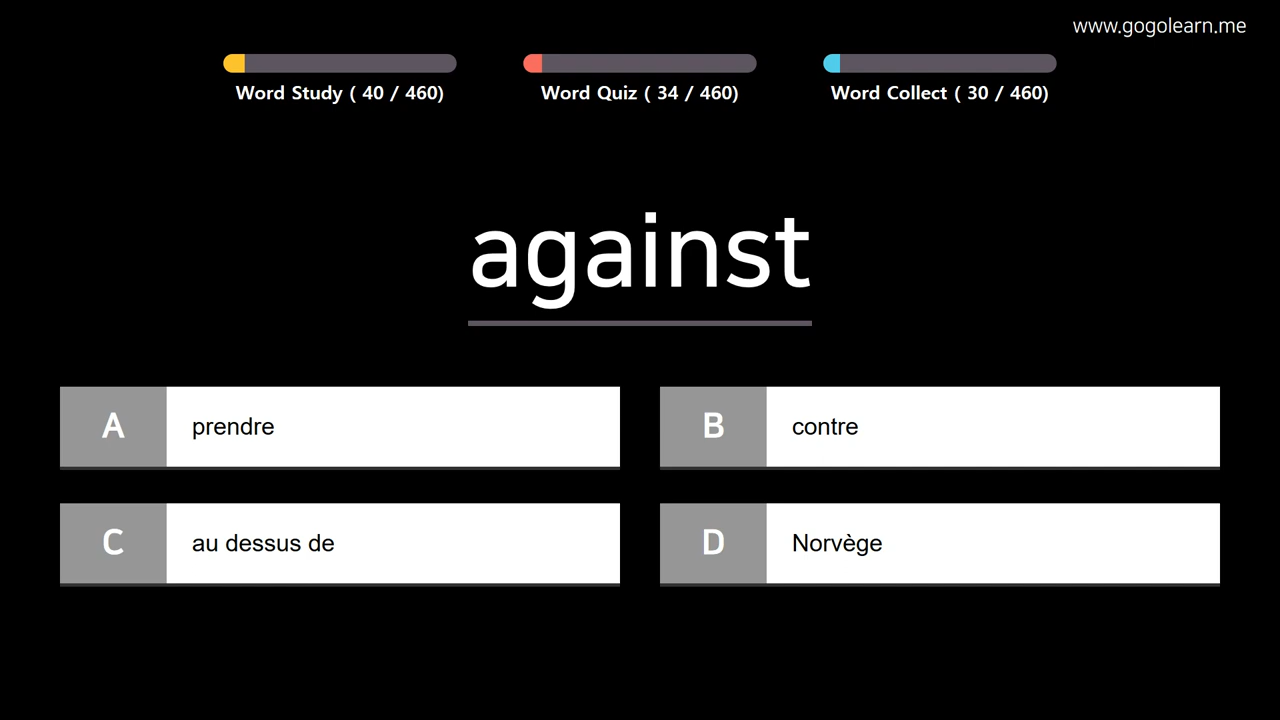 www.gogolearn.me
Word Study ( 40 / 460)
Word Quiz ( 34 / 460)
Word Collect ( 30 / 460)
against
A prendre
B contre
C au dessus de
D Norvège